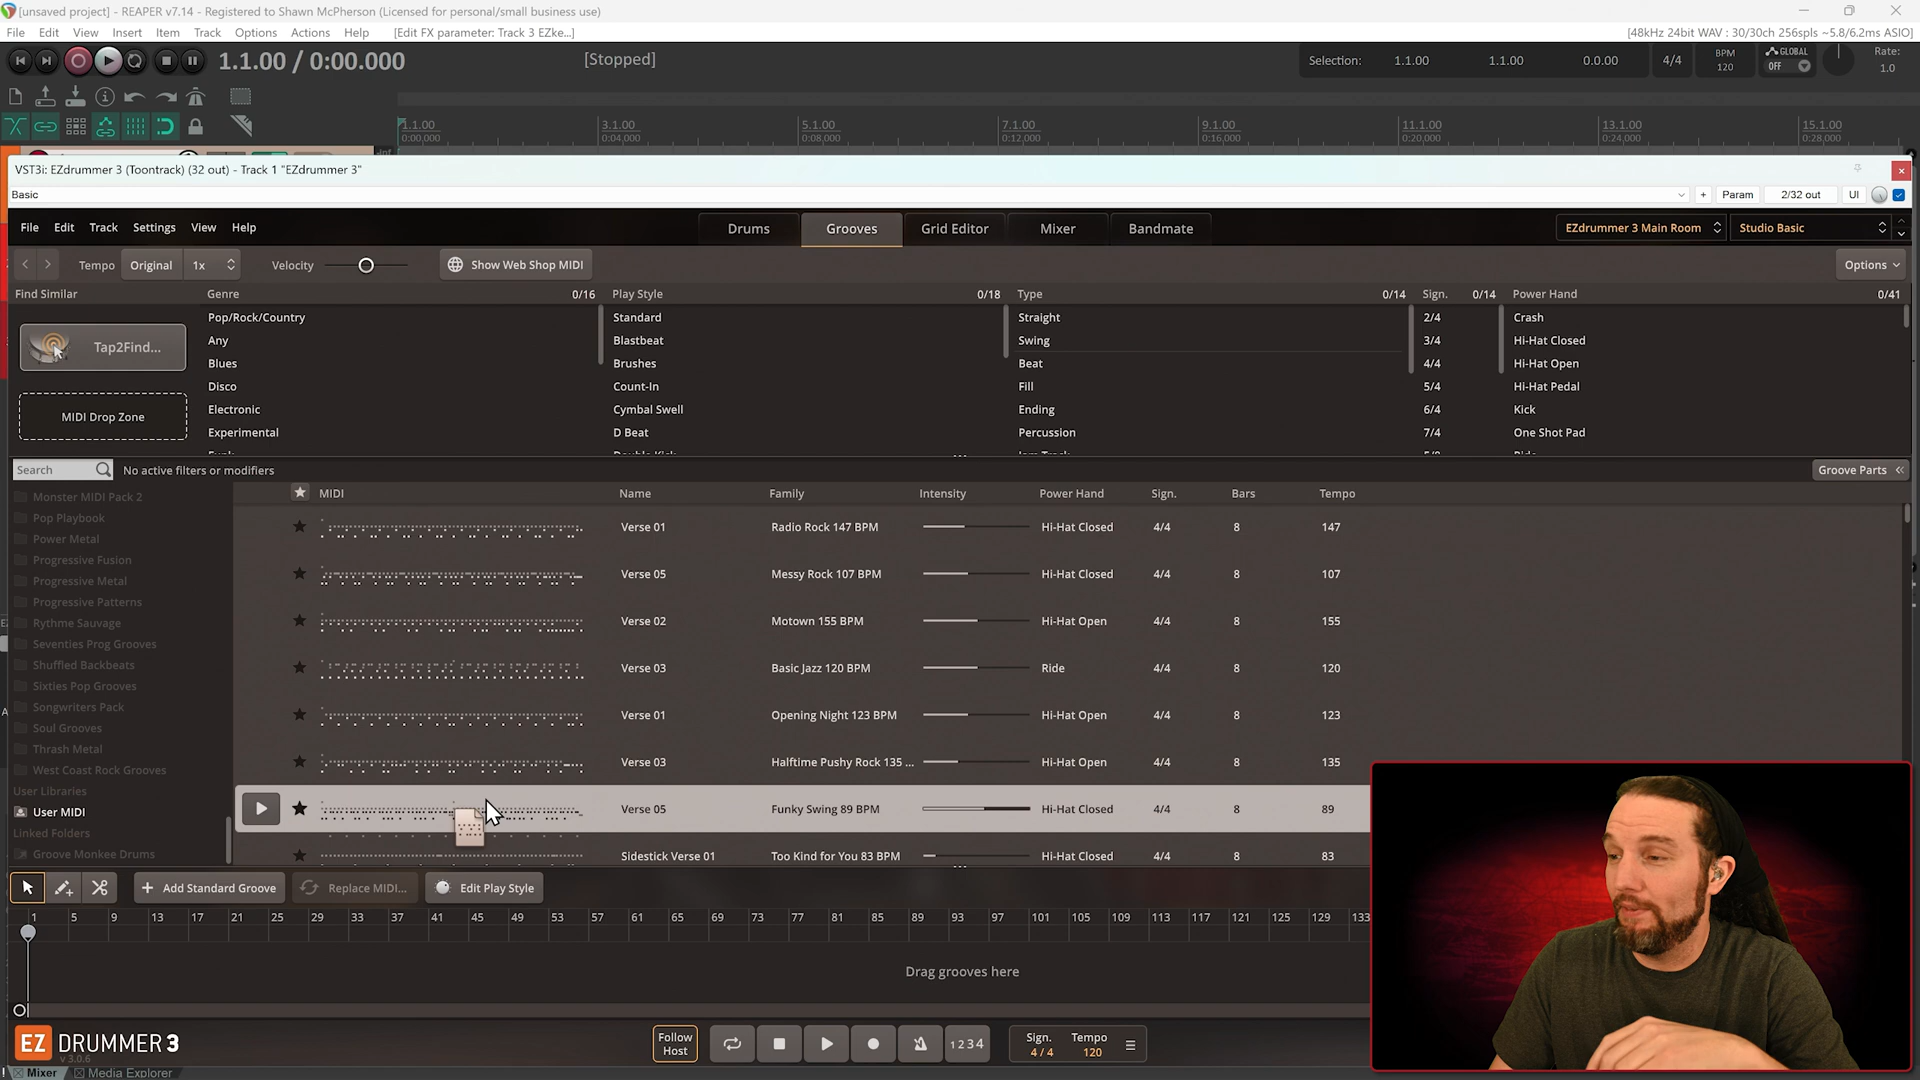 [unsaved project] - REAPER v7.14 - Registered to Shawn McPherson (Licensed for personal/small business use)
File Edit View Insert Item Track Options Actions Help [Edit FX parameter: Track 3 EZke...] [48kHz 24bit WAV : 30/30ch 256spls ~5.8/6.2ms ASIO]
1.1.00 / 0:00.000 [Stopped] Selection: 1.1.00 1.1.00 0.0.00 4/4 BPM 120 GLOBAL OFF Rate: 1.0
1.1.00 3.1.00 5.1.00 7.1.00 9.1.00 11.1.00 13.1.00 15.1.00
0:00.000 0:04.000 0:08.000 0:12.000 0:16.000 0:20.000 0:24.000 0:28.000
VST3i: EZdrummer 3 (Toontrack) (32 out) - Track 1 "EZdrummer 3"
Basic + Param 2/32 out UI
File Edit Track Settings View Help Drums Grooves Grid Editor Mixer Bandmate EZdrummer 3 Main Room Studio Basic
Tempo Original 1x Velocity Show Web Shop MIDI Options
Find Similar Genre 0/16 Play Style 0/18 Type 0/14 Sign. 0/14 Power Hand 0/41
Pop/Rock/Country Standard Straight 2/4 Crash
Any Blastbeat Swing 3/4 Hi-Hat Closed
Tap2Find...
Blues Brushes Beat 4/4 Hi-Hat Open
Disco Count-In Fill 5/4 Hi-Hat Pedal
Electronic Cymbal Swell Ending 6/4 Kick
MIDI Drop Zone
Experimental D Beat Percussion 7/4 One Shot Pad
Search No active filters or modifiers Groove Parts
MIDI Name Family Intensity Power Hand Sign. Bars Tempo
Monster MIDI Pack 2
Pop Playbook
Power Metal
Progressive Fusion
Progressive Metal
Progressive Patterns
Rythme Sauvage
Seventies Prog Grooves
Shuffled Backbeats
Sixties Pop Grooves
Songwriters Pack
Soul Grooves
Thrash Metal
West Coast Rock Grooves
User Libraries
User MIDI
Linked Folders
Groove Monkee Drums
Verse 01 Radio Rock 147 BPM Hi-Hat Closed 4/4 8 147
Verse 05 Messy Rock 107 BPM Hi-Hat Closed 4/4 8 107
Verse 02 Motown 155 BPM Hi-Hat Open 4/4 8 155
Verse 03 Basic Jazz 120 BPM Ride 4/4 8 120
Verse 01 Opening Night 123 BPM Hi-Hat Open 4/4 8 123
Verse 03 Halftime Pushy Rock 135 ... Hi-Hat Open 4/4 8 135
Verse 05 Funky Swing 89 BPM Hi-Hat Closed 4/4 8 89
Sidestick Verse 01 Too Kind for You 83 BPM Hi-Hat Closed 4/4 8 83
+ Add Standard Groove Replace MIDI... Edit Play Style
1 5 9 13 17 21 25 29 33 37 41 45 49 53 57 61 65 69 73 77 81 85 89 93 97 101 105 109 113 117 121 125 129 133
Drag grooves here
EZ DRUMMER 3
v 3.0.6
Follow Host 1 2 3 4 Sign. 4 / 4 Tempo 120
Mixer Media Explorer